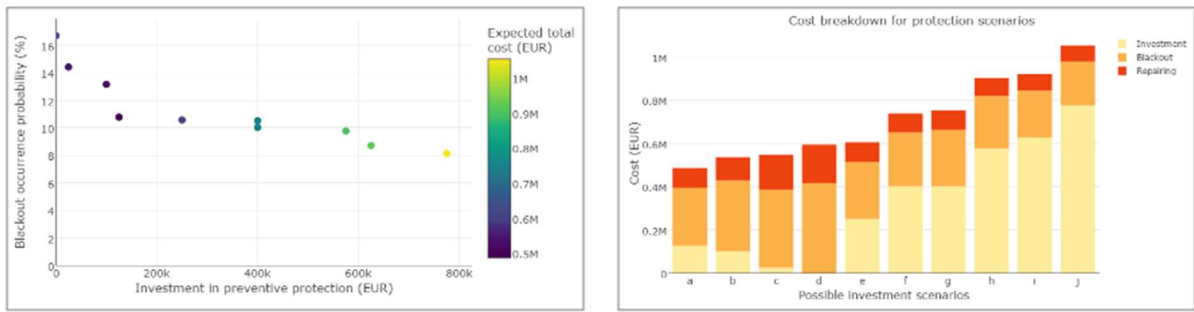 Expected total
cost (EUR)
Blackout occurrence probability (%)
16
14
12
10
8
6
4
2
0
0
200k
400k
600k
800k
Investment in preventive protection (EUR)
1M
0.9M
0.8M
0.7M
0.6M
0.5M
Cost breakdown for protection scenarios
Cost (EUR)
1M
0.8M
0.6M
0.4M
0.2M
0
a
b
c
d
e
f
g
h
i
j
Possible investment scenarios
Investment
Blackout
Repairing